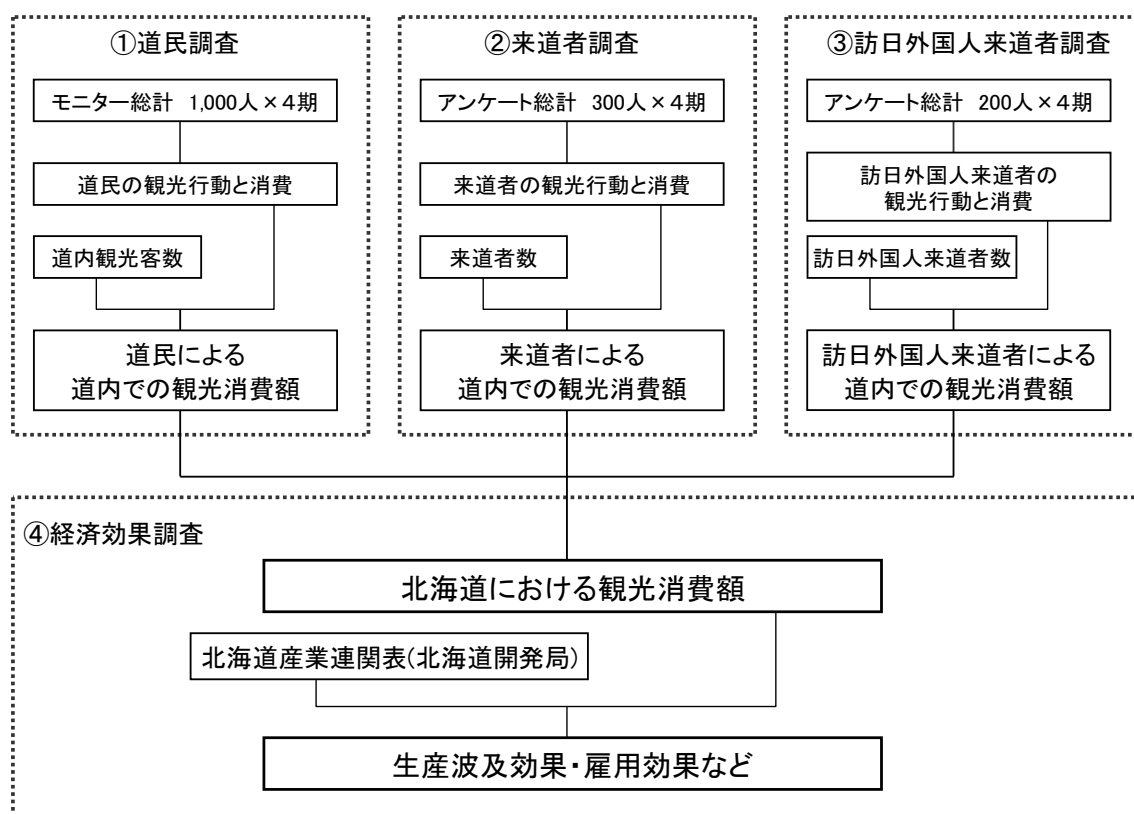 ①道民調査
モニター総計 1,000人×4期
道民の観光行動と消費
道内観光客数
道民による
道内での観光消費額
②来道者調査
アンケート総計 300人×4期
来道者の観光行動と消費
来道者数
来道者による
道内での観光消費額
③訪日外国人来道者調査
アンケート総計 200人×4期
訪日外国人来道者の
観光行動と消費
訪日外国人来道者数
訪日外国人来道者による
道内での観光消費額
④経済効果調査
北海道における観光消費額
北海道産業連関表(北海道開発局)
生産波及効果・雇用効果など